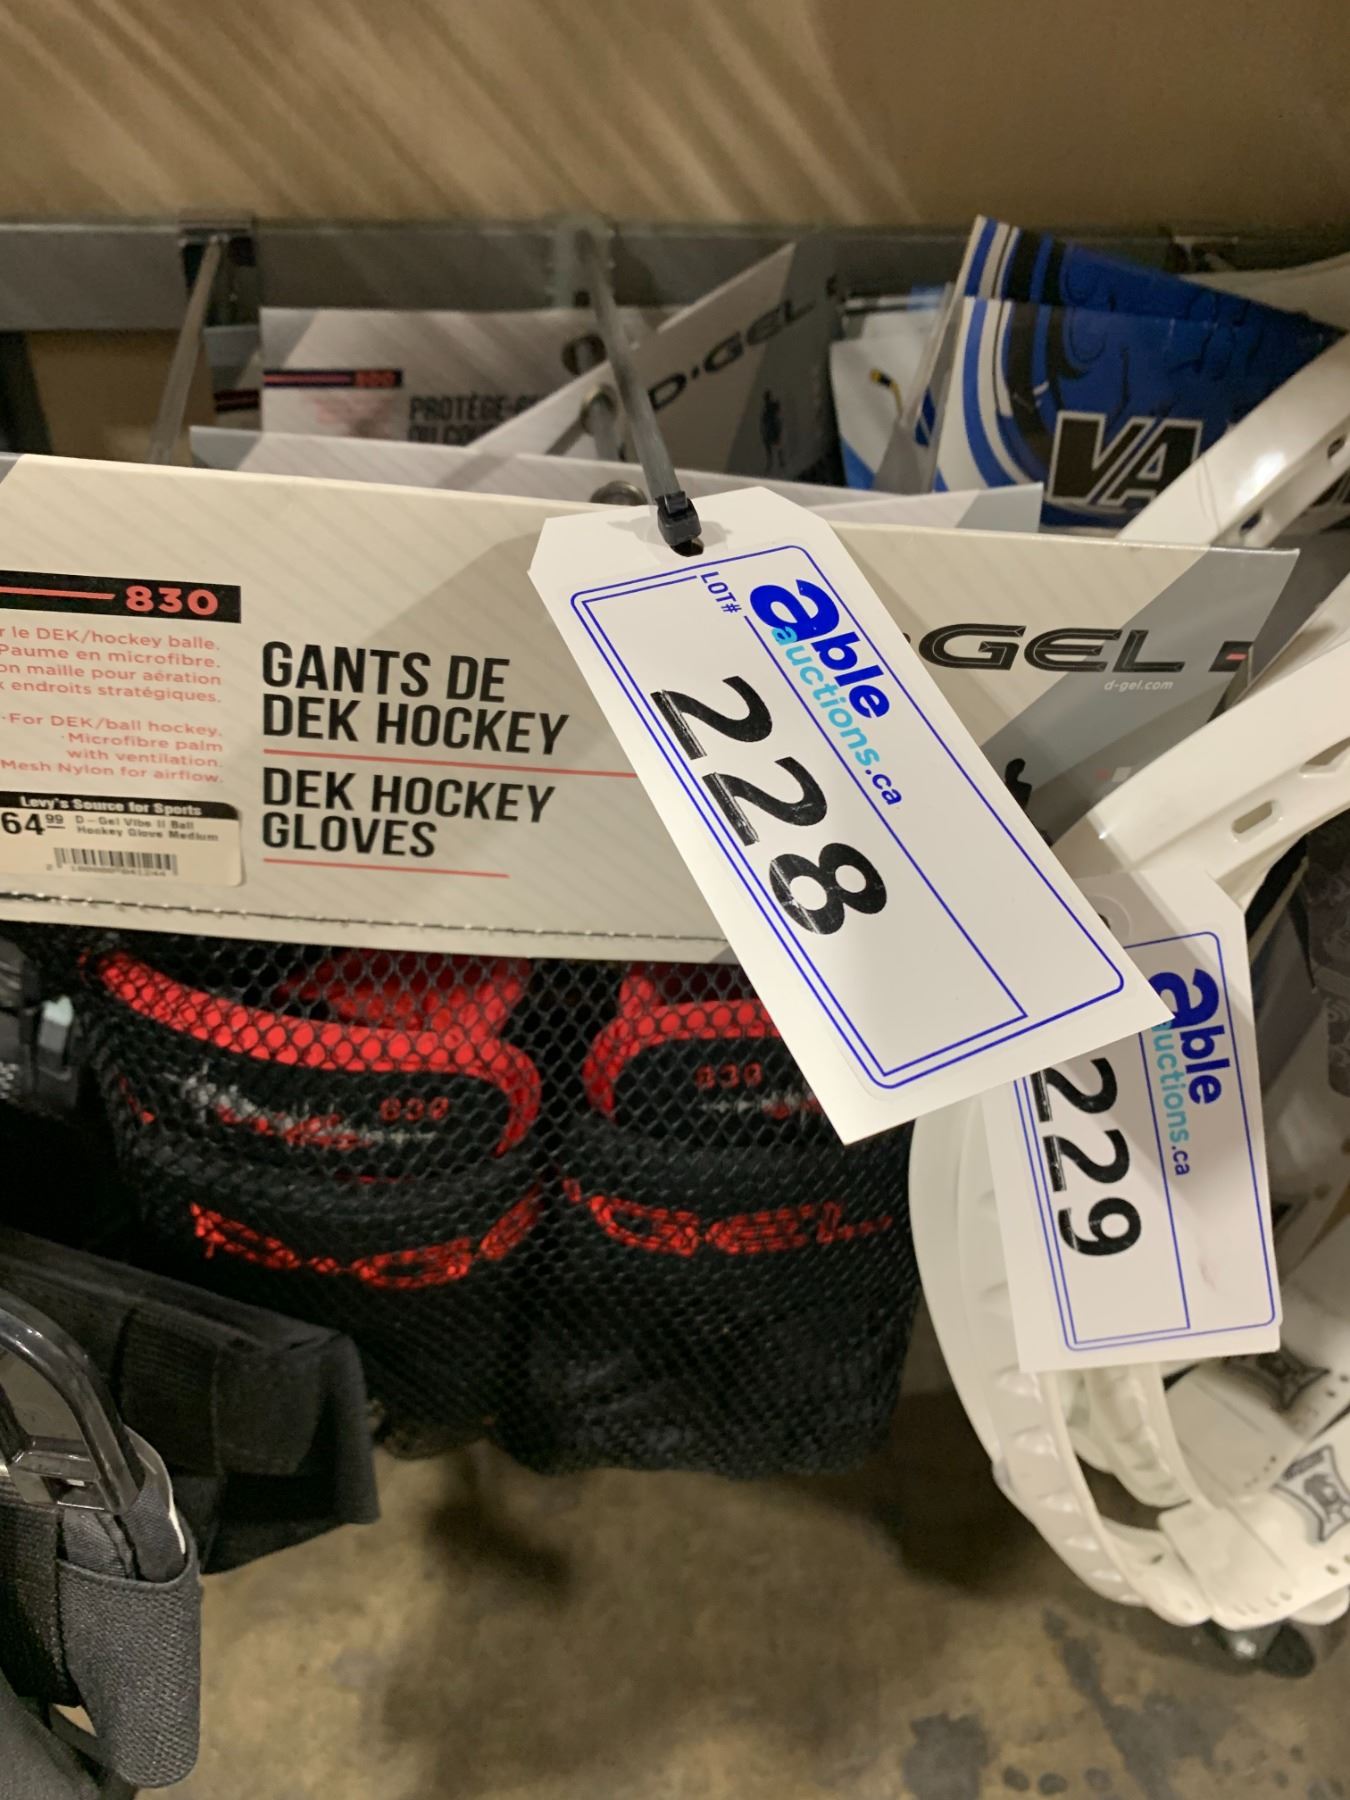 D·GEL
800
VA
830
le DEK/hockey balle.
Paume en microfibre.
maille pour aération
endroits stratégiques.
·For DEK/ball hockey.
·Microfibre palm
with ventilation.
Mesh Nylon for airflow.
Levy's Source for Sports
64.99 D-Gel Vibe II Ball
Hockey Glove Medium
GANTS DE
DEK HOCKEY
DEK HOCKEY
GLOVES
GEL
d-gel.com
LOT#
able
auctions.ca
228
able
auctions.ca
229
830
830